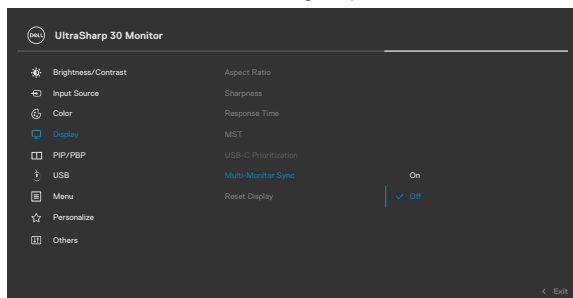 DELL UltraSharp 30 Monitor
Brightness/Contrast Aspect Ratio
Input Source Sharpness
Color Response Time
Display MST
PIP/PBP USB-C Prioritization
USB Multi-Monitor Sync On
Menu Reset Display Off
Personalize
Others
Exit